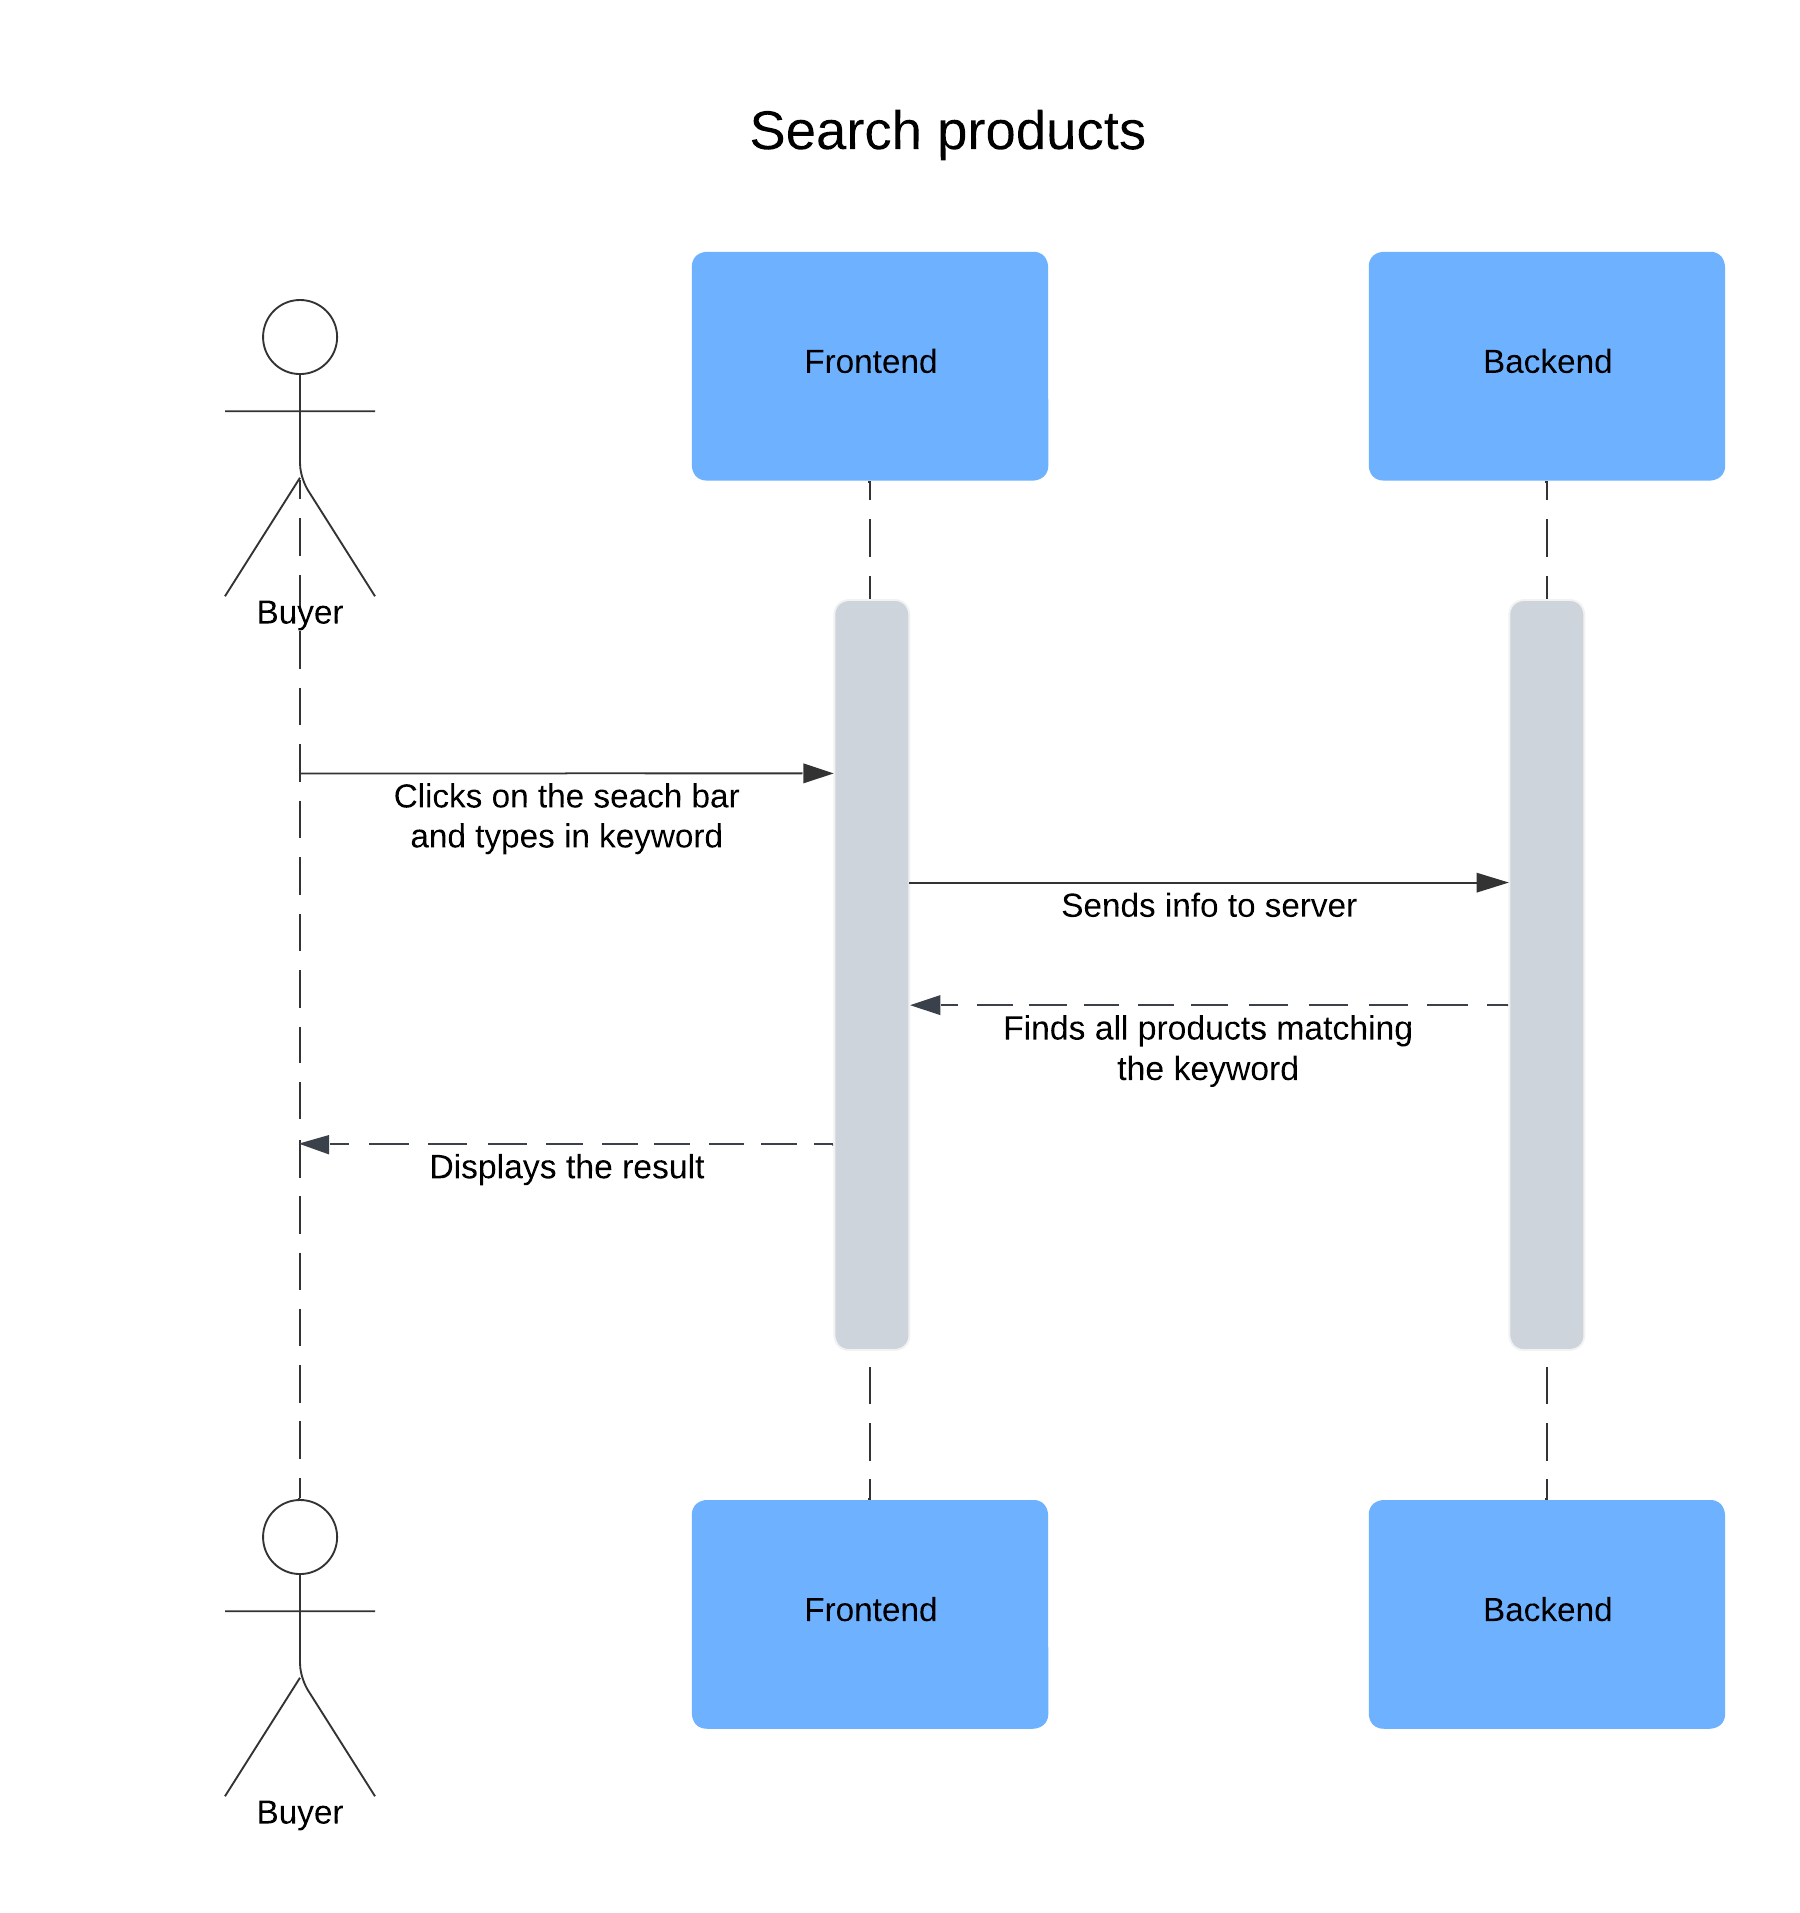 Search products
Frontend
Backend
Buyer
Clicks on the seach bar
and types in keyword
Sends info to server
Finds all products matching
the keyword
Displays the result
Frontend
Backend
Buyer